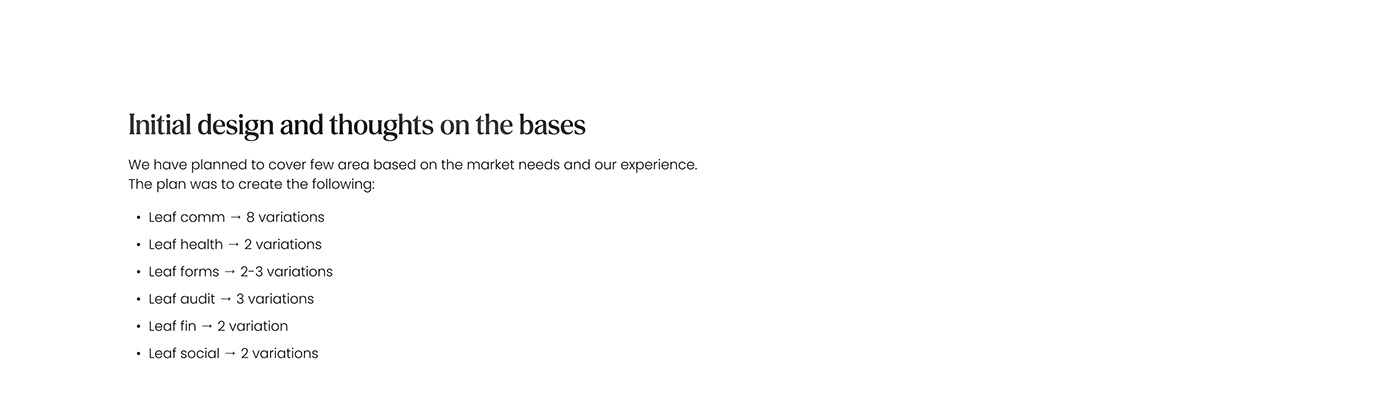 Initial design and thoughts on the bases
We have planned to cover few area based on the market needs and our experience.
The plan was to create the following:
• Leaf comm → 8 variations
• Leaf health → 2 variations
• Leaf forms → 2-3 variations
• Leaf audit → 3 variations
• Leaf fin → 2 variation
• Leaf social → 2 variations